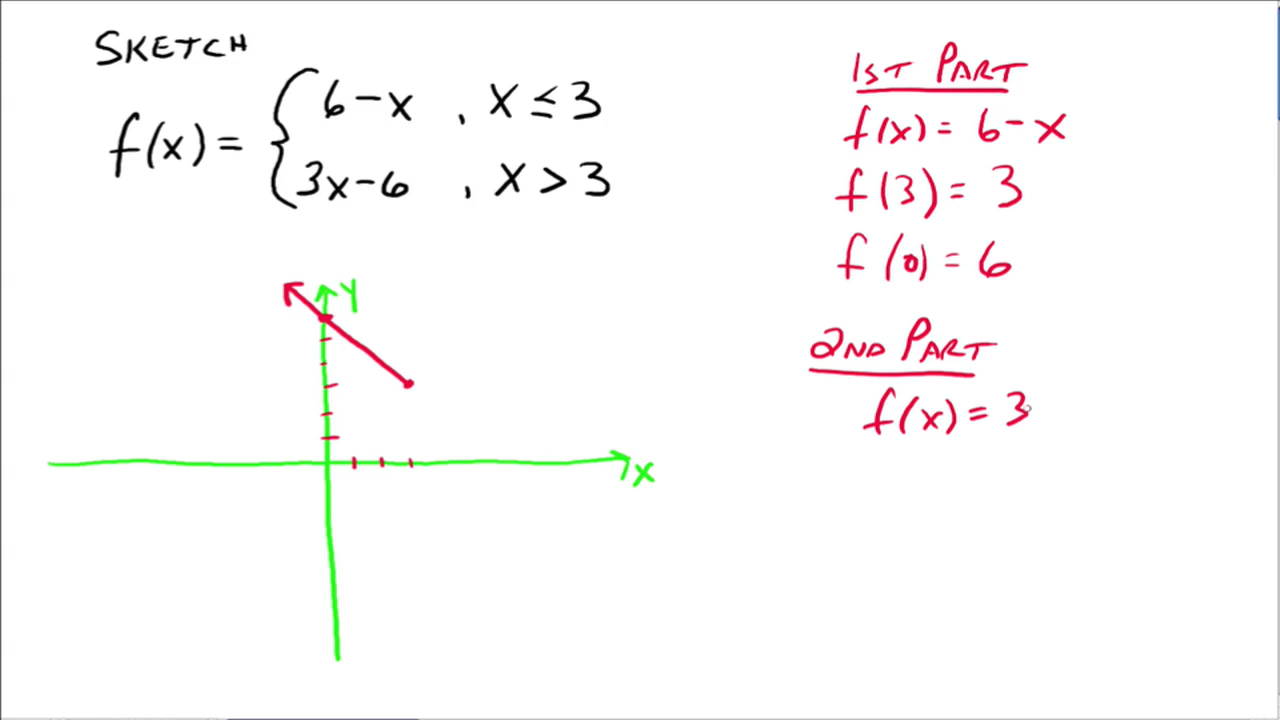 SKETCH
f(x) = { 6-x , x ≤ 3
3x-6 , x > 3
1ST PART
f(x) = 6-x
f(3) = 3
f(0) = 6
2ND PART
f(x) = 3
Y
X